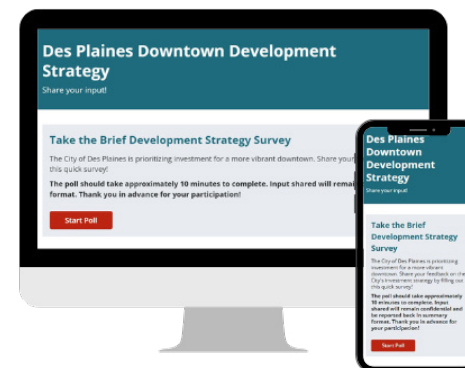 Des Plaines Downtown Development
Strategy
Share your input!
Take the Brief Development Strategy Survey
The City of Des Plaines is prioritizing investment for a more vibrant downtown. Share your
this quick survey!
The poll should take approximately 10 minutes to complete. Input shared will remai
format. Thank you in advance for your participation!
Start Poll
Des Plaines
Downtown
Development
Strategy
Share your input!
Take the Brief
Development Strategy
Survey
The City of Des Plaines is prioritizing
investment for a more vibrant
downtown. Share your feedback on the
City's investment strategy by filling out
this quick survey!
The poll should take approximately
10 minutes to complete. Input
shared will remain confidential and
be reported back in summary
format. Thank you in advance for
your participation!
Start Poll